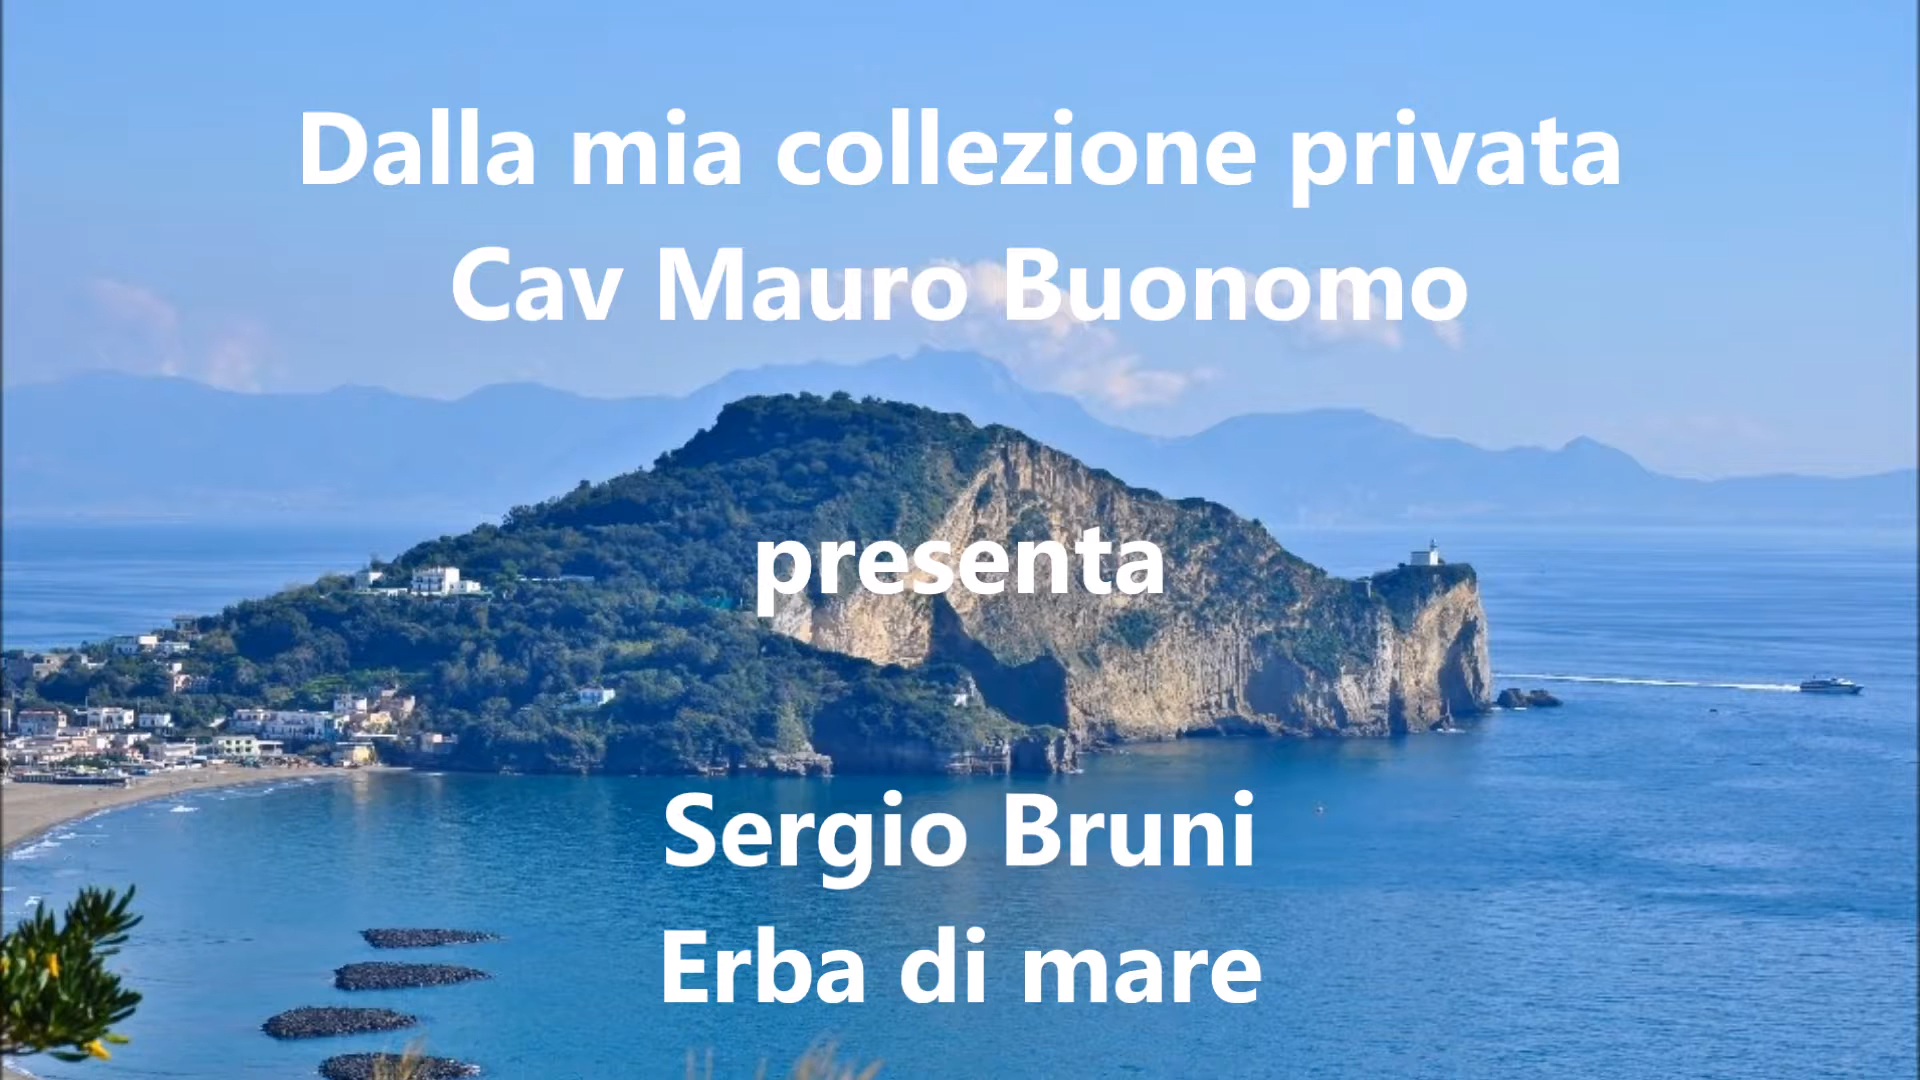 Dalla mia collezione privata
Cav Mauro Buonomo
presenta
Sergio Bruni
Erba di mare